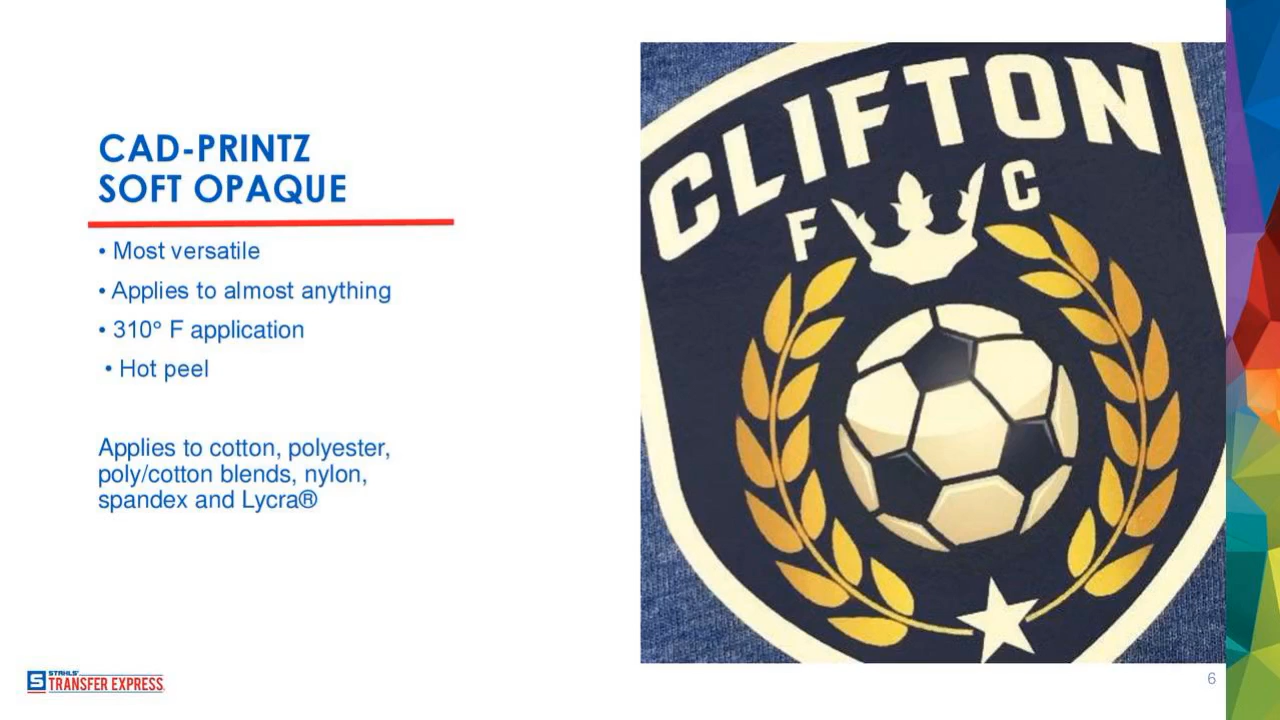 CAD-PRINTZ
SOFT OPAQUE
• Most versatile
• Applies to almost anything
• 310° F application
• Hot peel
Applies to cotton, polyester,
poly/cotton blends, nylon,
spandex and Lycra®
CLIFTON
F C
S STAHLS'
TRANSFER EXPRESS
6